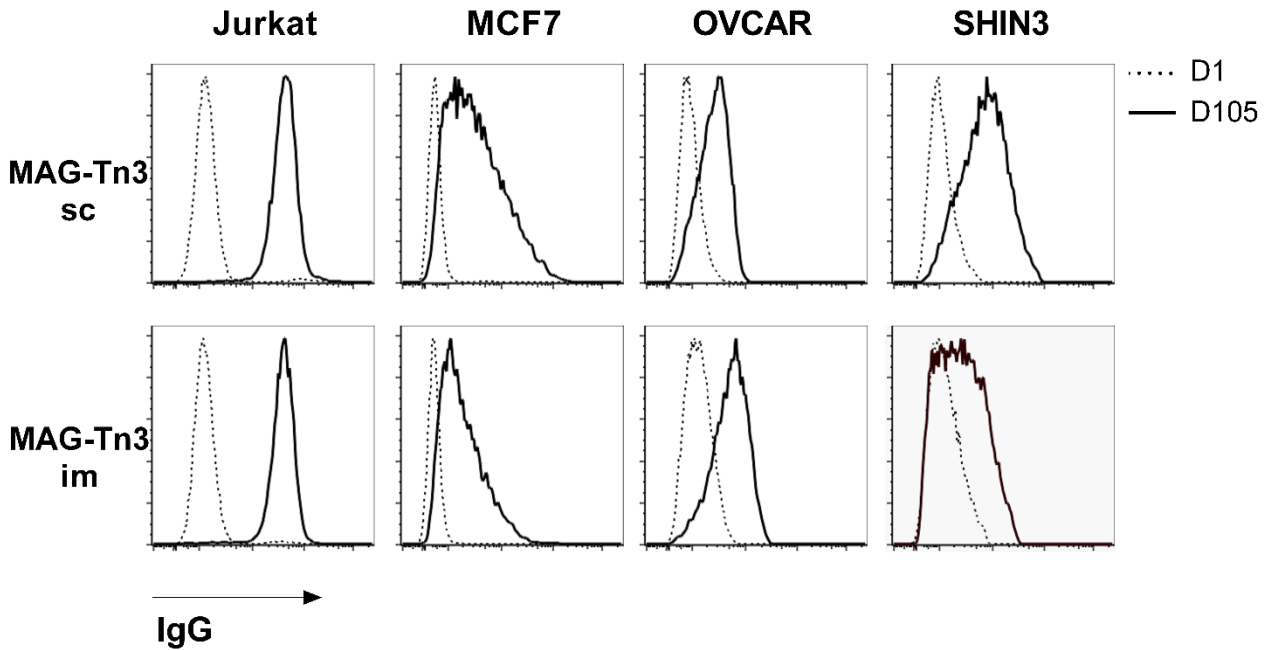 Jurkat MCF7 OVCAR SHIN3
D1
D105
MAG-Tn3
sc
MAG-Tn3
im
IgG